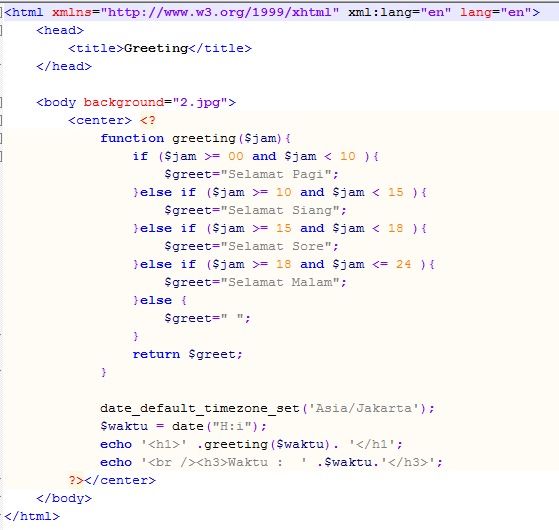 <html xmlns="http://www.w3.org/1999/xhtml" xml:lang="en" lang="en">
    <head>
        <title>Greeting</title>
    </head>

    <body background="2.jpg">
        <center> <?
            function greeting($jam){
                if ($jam >= 00 and $jam < 10 ){
                    $greet="Selamat Pagi";
                }else if ($jam >= 10 and $jam < 15 ){
                    $greet="Selamat Siang";
                }else if ($jam >= 15 and $jam < 18 ){
                    $greet="Selamat Sore";
                }else if ($jam >= 18 and $jam <= 24 ){
                    $greet="Selamat Malam";
                }else {
                    $greet=" ";
                }
                return $greet;
            }

            date_default_timezone_set('Asia/Jakarta');
            $waktu = date("H:i");
            echo '<h1>' .greeting($waktu). '</h1';
            echo '<br /><h3>Waktu :  ' .$waktu.'</h3>';
        ?></center>
    </body>
</html>